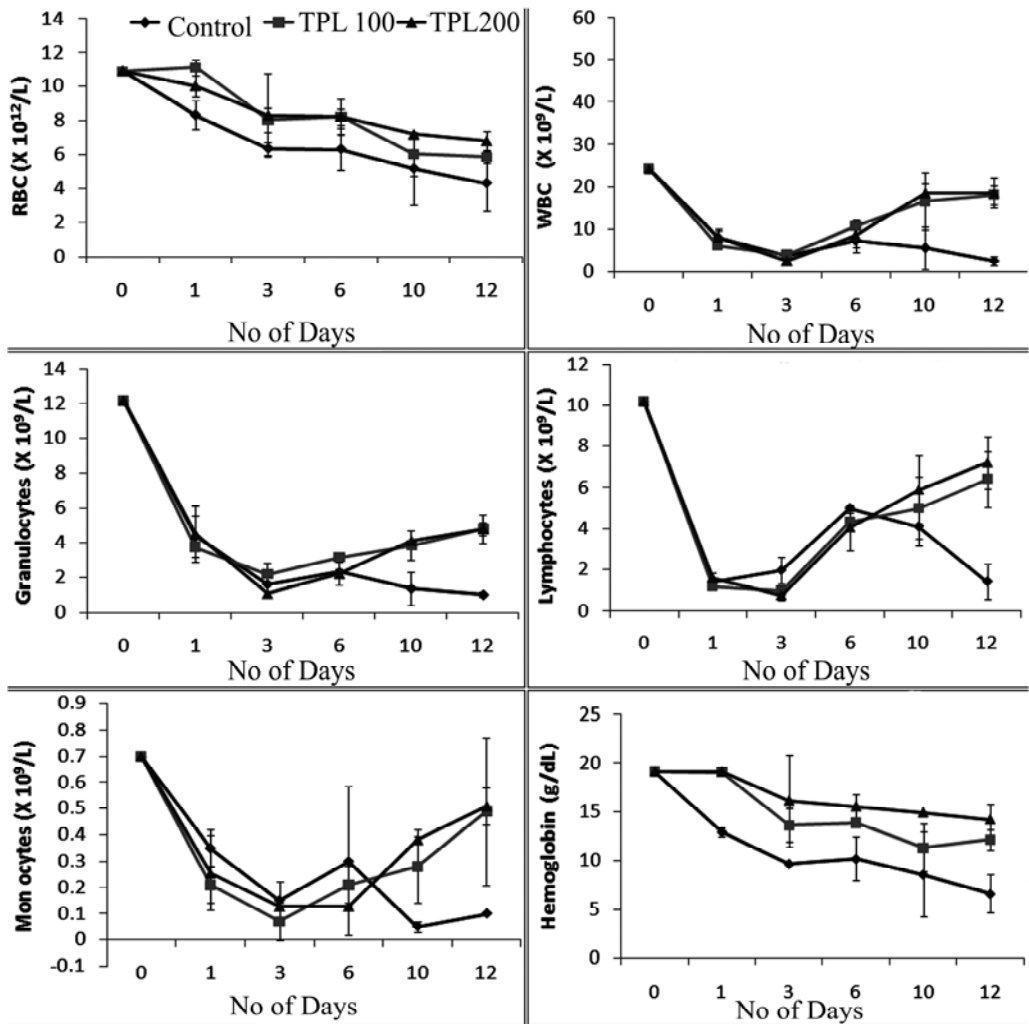 Control TPL 100 TPL200
RBC (X 10¹²/L)
14
12
10
8
6
4
2
0
0 1 3 6 10 12
No of Days
WBC (X 10⁹/L)
60
50
40
30
20
10
0
0 1 3 6 10 12
No of Days
Granulocytes (X 10⁹/L)
14
12
10
8
6
4
2
0
0 1 3 6 10 12
No of Days
Lymphocytes (X 10⁹/L)
12
10
8
6
4
2
0
0 1 3 6 10 12
No of Days
Mon ocytes (X 10⁹/L)
0.9
0.8
0.7
0.6
0.5
0.4
0.3
0.2
0.1
0
-0.1
0 1 3 6 10 12
No of Days
Hemoglobin (g/dL)
25
20
15
10
5
0
0 1 3 6 10 12
No of Days